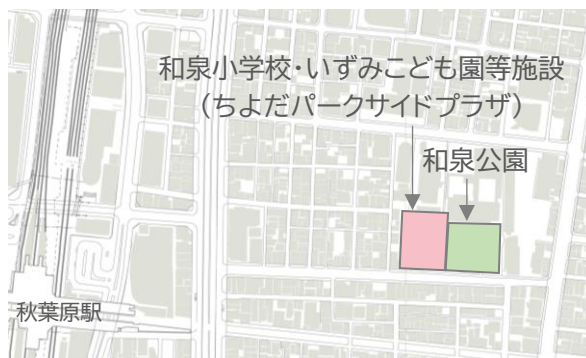 和泉小学校・いずみこども園等施設
（ちよだパークサイドプラザ）
和泉公園
秋葉原駅